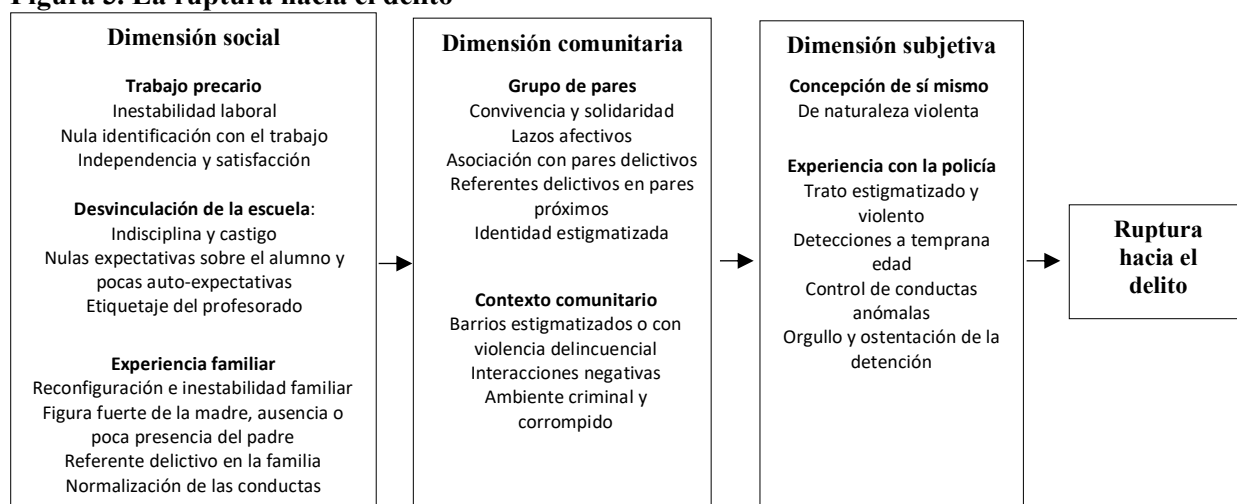 Figura 3. La ruptura hacia el delito
Dimensión social
Trabajo precario
Inestabilidad laboral
Nula identificación con el trabajo
Independencia y satisfacción
Desvinculación de la escuela:
Indisciplina y castigo
Nulas expectativas sobre el alumno y
pocas auto-expectativas
Etiquetaje del profesorado
Experiencia familiar
Reconfiguración e inestabilidad familiar
Figura fuerte de la madre, ausencia o
poca presencia del padre
Referente delictivo en la familia
Normalización de las conductas
Dimensión comunitaria
Grupo de pares
Convivencia y solidaridad
Lazos afectivos
Asociación con pares delictivos
Referentes delictivos en pares
próximos
Identidad estigmatizada
Contexto comunitario
Barrios estigmatizados o con
violencia delincuencial
Interacciones negativas
Ambiente criminal y
corrompido
Dimensión subjetiva
Concepción de sí mismo
De naturaleza violenta
Experiencia con la policía
Trato estigmatizado y
violento
Detecciones a temprana
edad
Control de conductas
anómalas
Orgullo y ostentación de la
detención
Ruptura
hacia el
delito